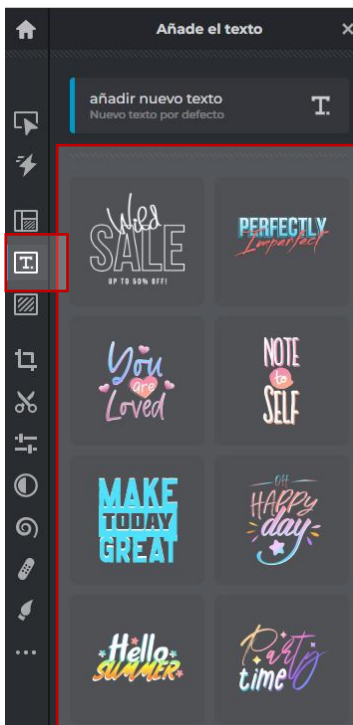 Añade el texto
añadir nuevo texto
Nuevo texto por defecto
T.
T.
Wild
SALE
UP TO 50% OFF!
PERFECTLY
Imperfect
You
are
Loved
NOTE
to
SELF
MAKE
TODAY
GREAT
OH
HAPPY
day
Hello
SUMMER
Party
time